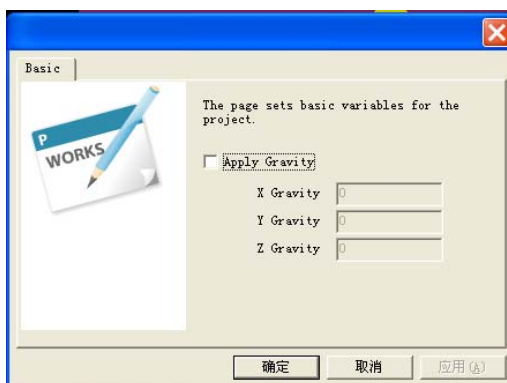 Basic
The page sets basic variables for the
project.
P
WORKS
Apply Gravity
X Gravity 0
Y Gravity 0
Z Gravity 0
确定 取消 应用(A)